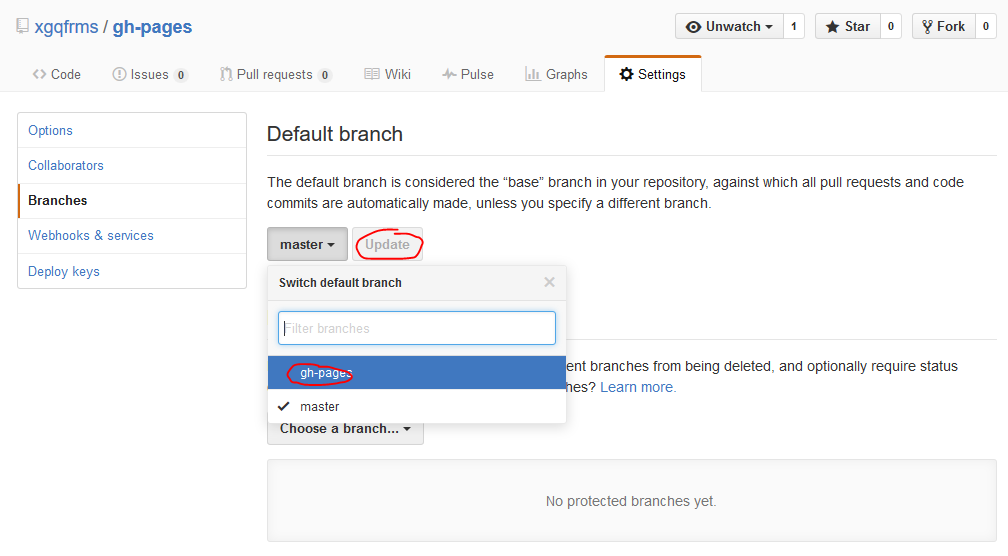 xgqfrms / gh-pages
Unwatch 1 Star 0 Fork 0
Code Issues 0 Pull requests 0 Wiki Pulse Graphs Settings
Options
Collaborators
Branches
Webhooks & services
Deploy keys
Default branch
The default branch is considered the “base” branch in your repository, against which all pull requests and code
commits are automatically made, unless you specify a different branch.
master Update
Switch default branch ×
Filter branches
gh-pages
master
ent branches from being deleted, and optionally require status
hes? Learn more.
Choose a branch...
No protected branches yet.